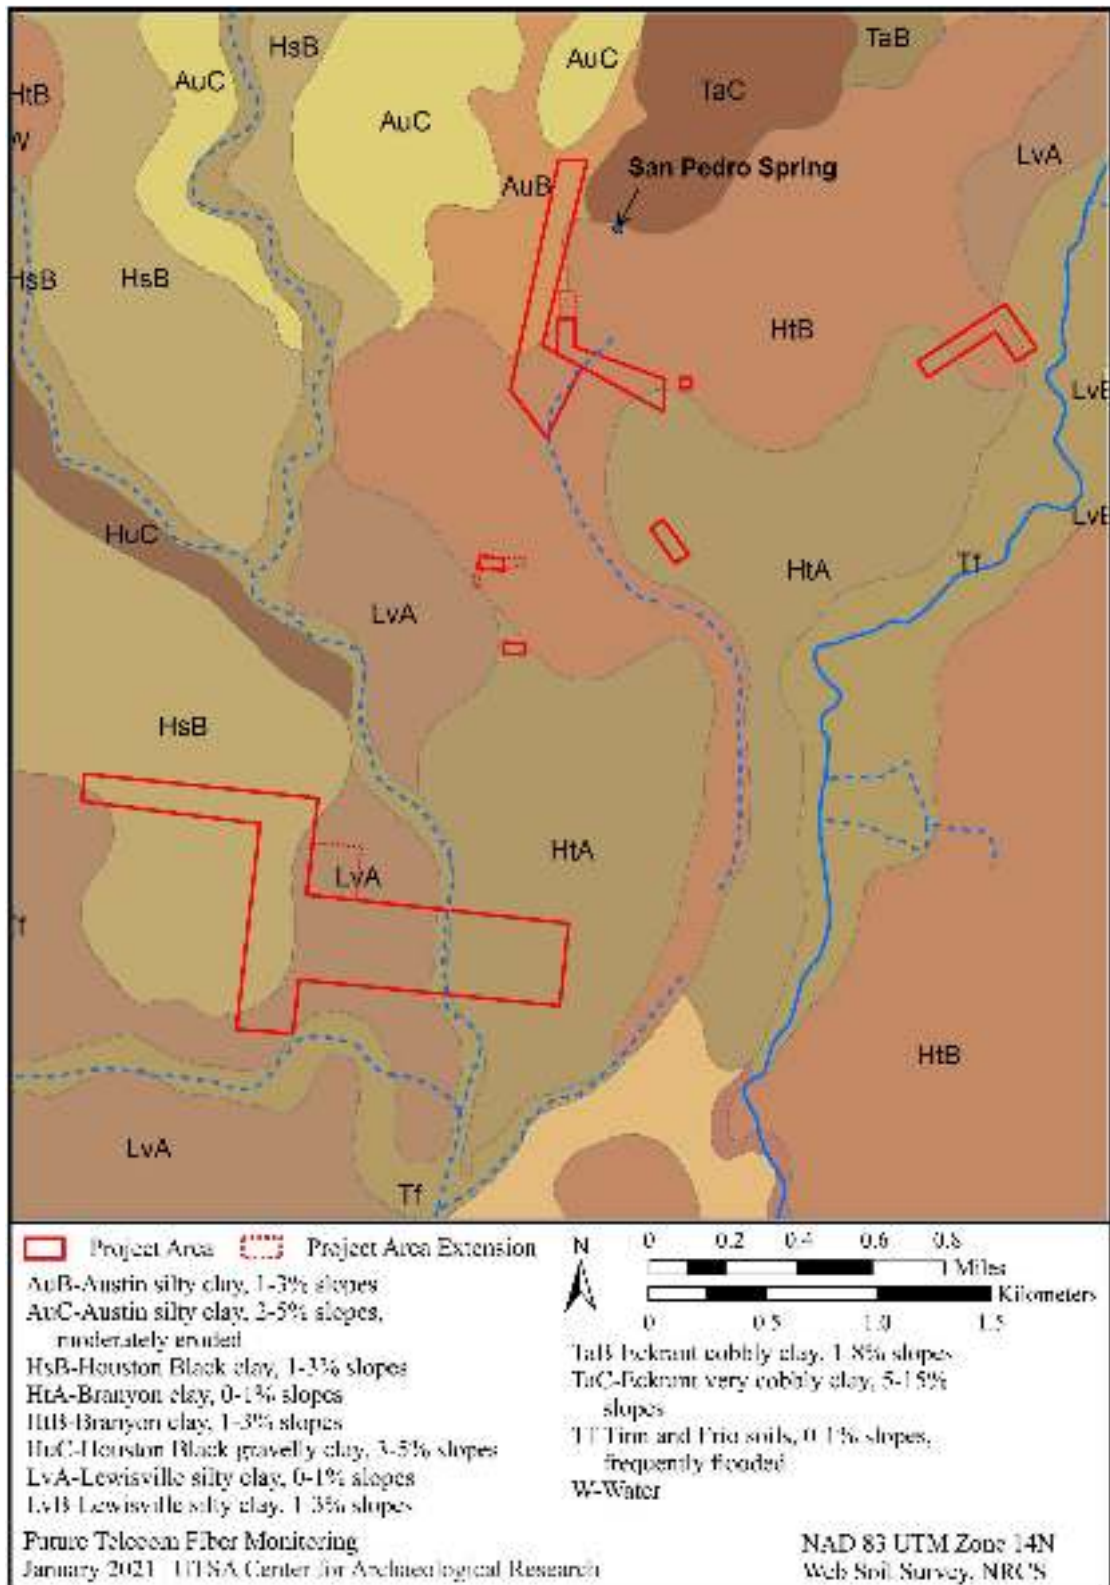 HsB
TaB
AuC
AuC
AuC
TaC
HtB
W
LvA
San Pedro Spring
AuB
HsB
HsB
HtB
LvB
LvB
HuC
Tf
HtA
LvA
HsB
HtA
LvA
Tf
HtB
LvA
Tf
Project Area
Project Area Extension
N
0 0.2 0.4 0.6 0.8
Miles
Kilometers
0 0.5 1.0 1.5
AuB-Austin silty clay, 1-3% slopes
AuC-Austin silty clay, 2-5% slopes,
moderately eroded
HsB-Houston Black clay, 1-3% slopes
HtA-Branyon clay, 0-1% slopes
HtB-Branyon clay, 1-3% slopes
HuC-Houston Black gravelly clay, 3-5% slopes
LvA-Lewisville silty clay, 0-1% slopes
LvB-Lewisville silty clay, 1-3% slopes
TaB-Eckrant cobbly clay, 1-8% slopes
TaC-Eckrant very cobbly clay, 5-15%
slopes
Tf Tinn and Frio soils, 0-1% slopes,
frequently flooded
W-Water
Future Telecom Fiber Monitoring
January 2021 UTSA Center for Archaeological Research
NAD 83 UTM Zone 14N
Web Soil Survey, NRCS